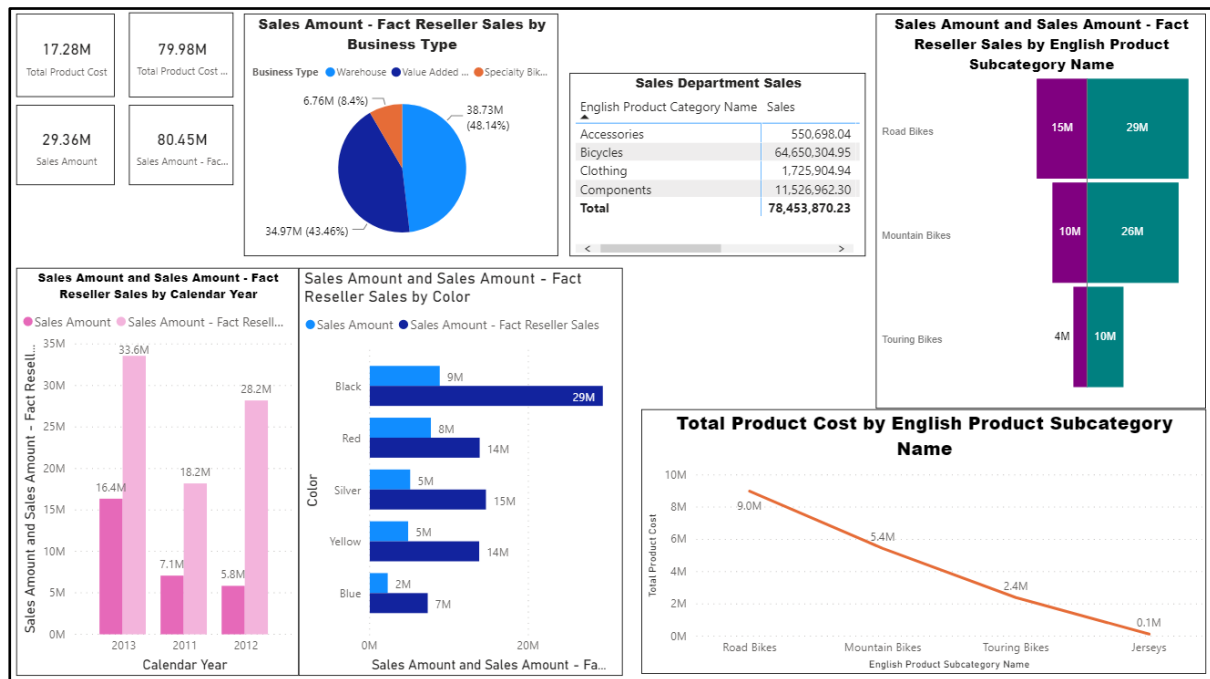 17.28M
Total Product Cost
79.98M
Total Product Cost ...
29.36M
Sales Amount
80.45M
Sales Amount - Fac...
Sales Amount - Fact Reseller Sales by
Business Type
Business Type Warehouse Value Added ... Specialty Bik...
6.76M (8.4%)
38.73M
(48.14%)
34.97M (43.46%)
Sales Department Sales
English Product Category Name Sales
Accessories 550,698.04
Bicycles 64,650,304.95
Clothing 1,725,904.94
Components 11,526,962.30
Total 78,453,870.23
Sales Amount and Sales Amount - Fact
Reseller Sales by English Product
Subcategory Name
Road Bikes 15M 29M
Mountain Bikes 10M 26M
Touring Bikes 4M 10M
Sales Amount and Sales Amount - Fact
Reseller Sales by Calendar Year
Sales Amount Sales Amount - Fact Resell...
Sales Amount and Sales Amount - Fact Resell...
35M
30M
25M
20M
15M
10M
5M
0M
33.6M
16.4M
18.2M
7.1M
28.2M
5.8M
2013 2011 2012
Calendar Year
Sales Amount and Sales Amount - Fact
Reseller Sales by Color
Sales Amount Sales Amount - Fact Reseller Sales
Color
Black 9M
29M
Red 8M
14M
Silver 5M
15M
Yellow 5M
14M
Blue 2M
7M
0M 20M
Sales Amount and Sales Amount - Fa...
Total Product Cost by English Product Subcategory
Name
Total Product Cost
10M
8M
6M
4M
2M
0M
9.0M
5.4M
2.4M
0.1M
Road Bikes Mountain Bikes Touring Bikes Jerseys
English Product Subcategory Name